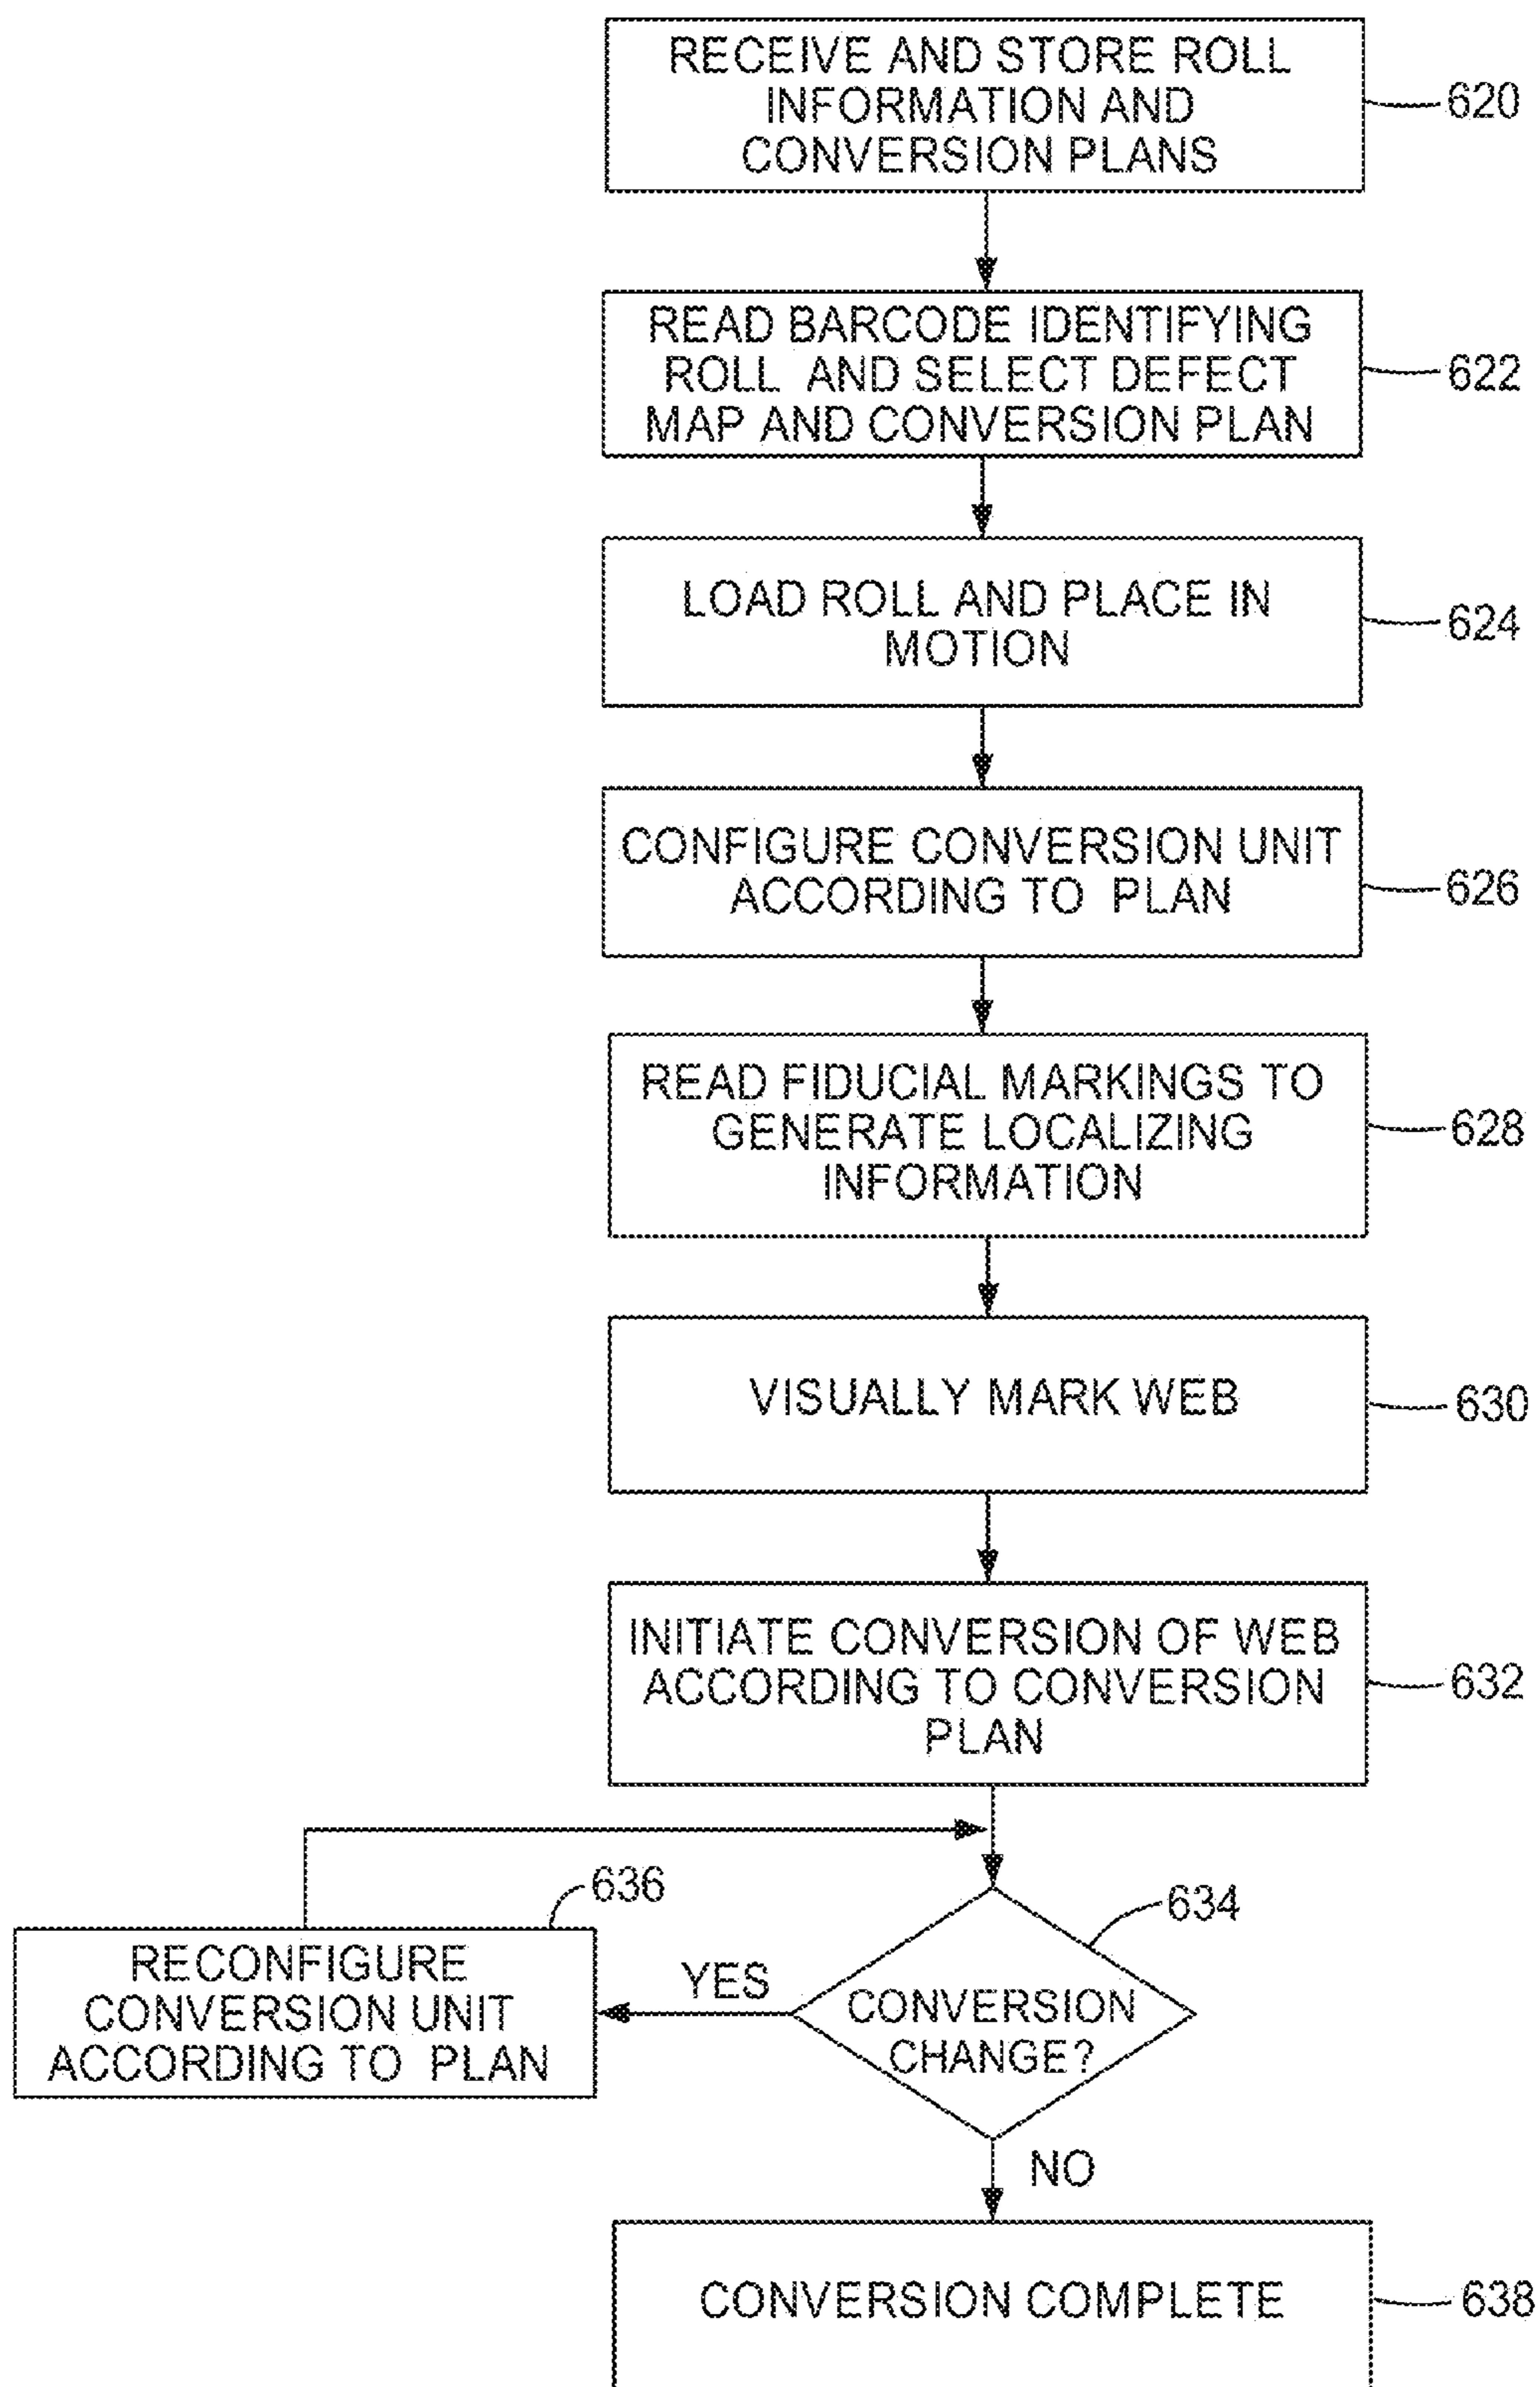 RECEIVE AND STORE ROLL
INFORMATION AND
CONVERSION PLANS
620
READ BARCODE IDENTIFYING
ROLL AND SELECT DEFECT
MAP AND CONVERSION PLAN
622
LOAD ROLL AND PLACE IN
MOTION
624
CONFIGURE CONVERSION UNIT
ACCORDING TO PLAN
626
READ FIDUCIAL MARKINGS TO
GENERATE LOCALIZING
INFORMATION
628
VISUALLY MARK WEB
630
INITIATE CONVERSION OF WEB
ACCORDING TO CONVERSION
PLAN
632
636
634
RECONFIGURE
CONVERSION UNIT
ACCORDING TO PLAN
YES
CONVERSION
CHANGE?
NO
CONVERSION COMPLETE
638